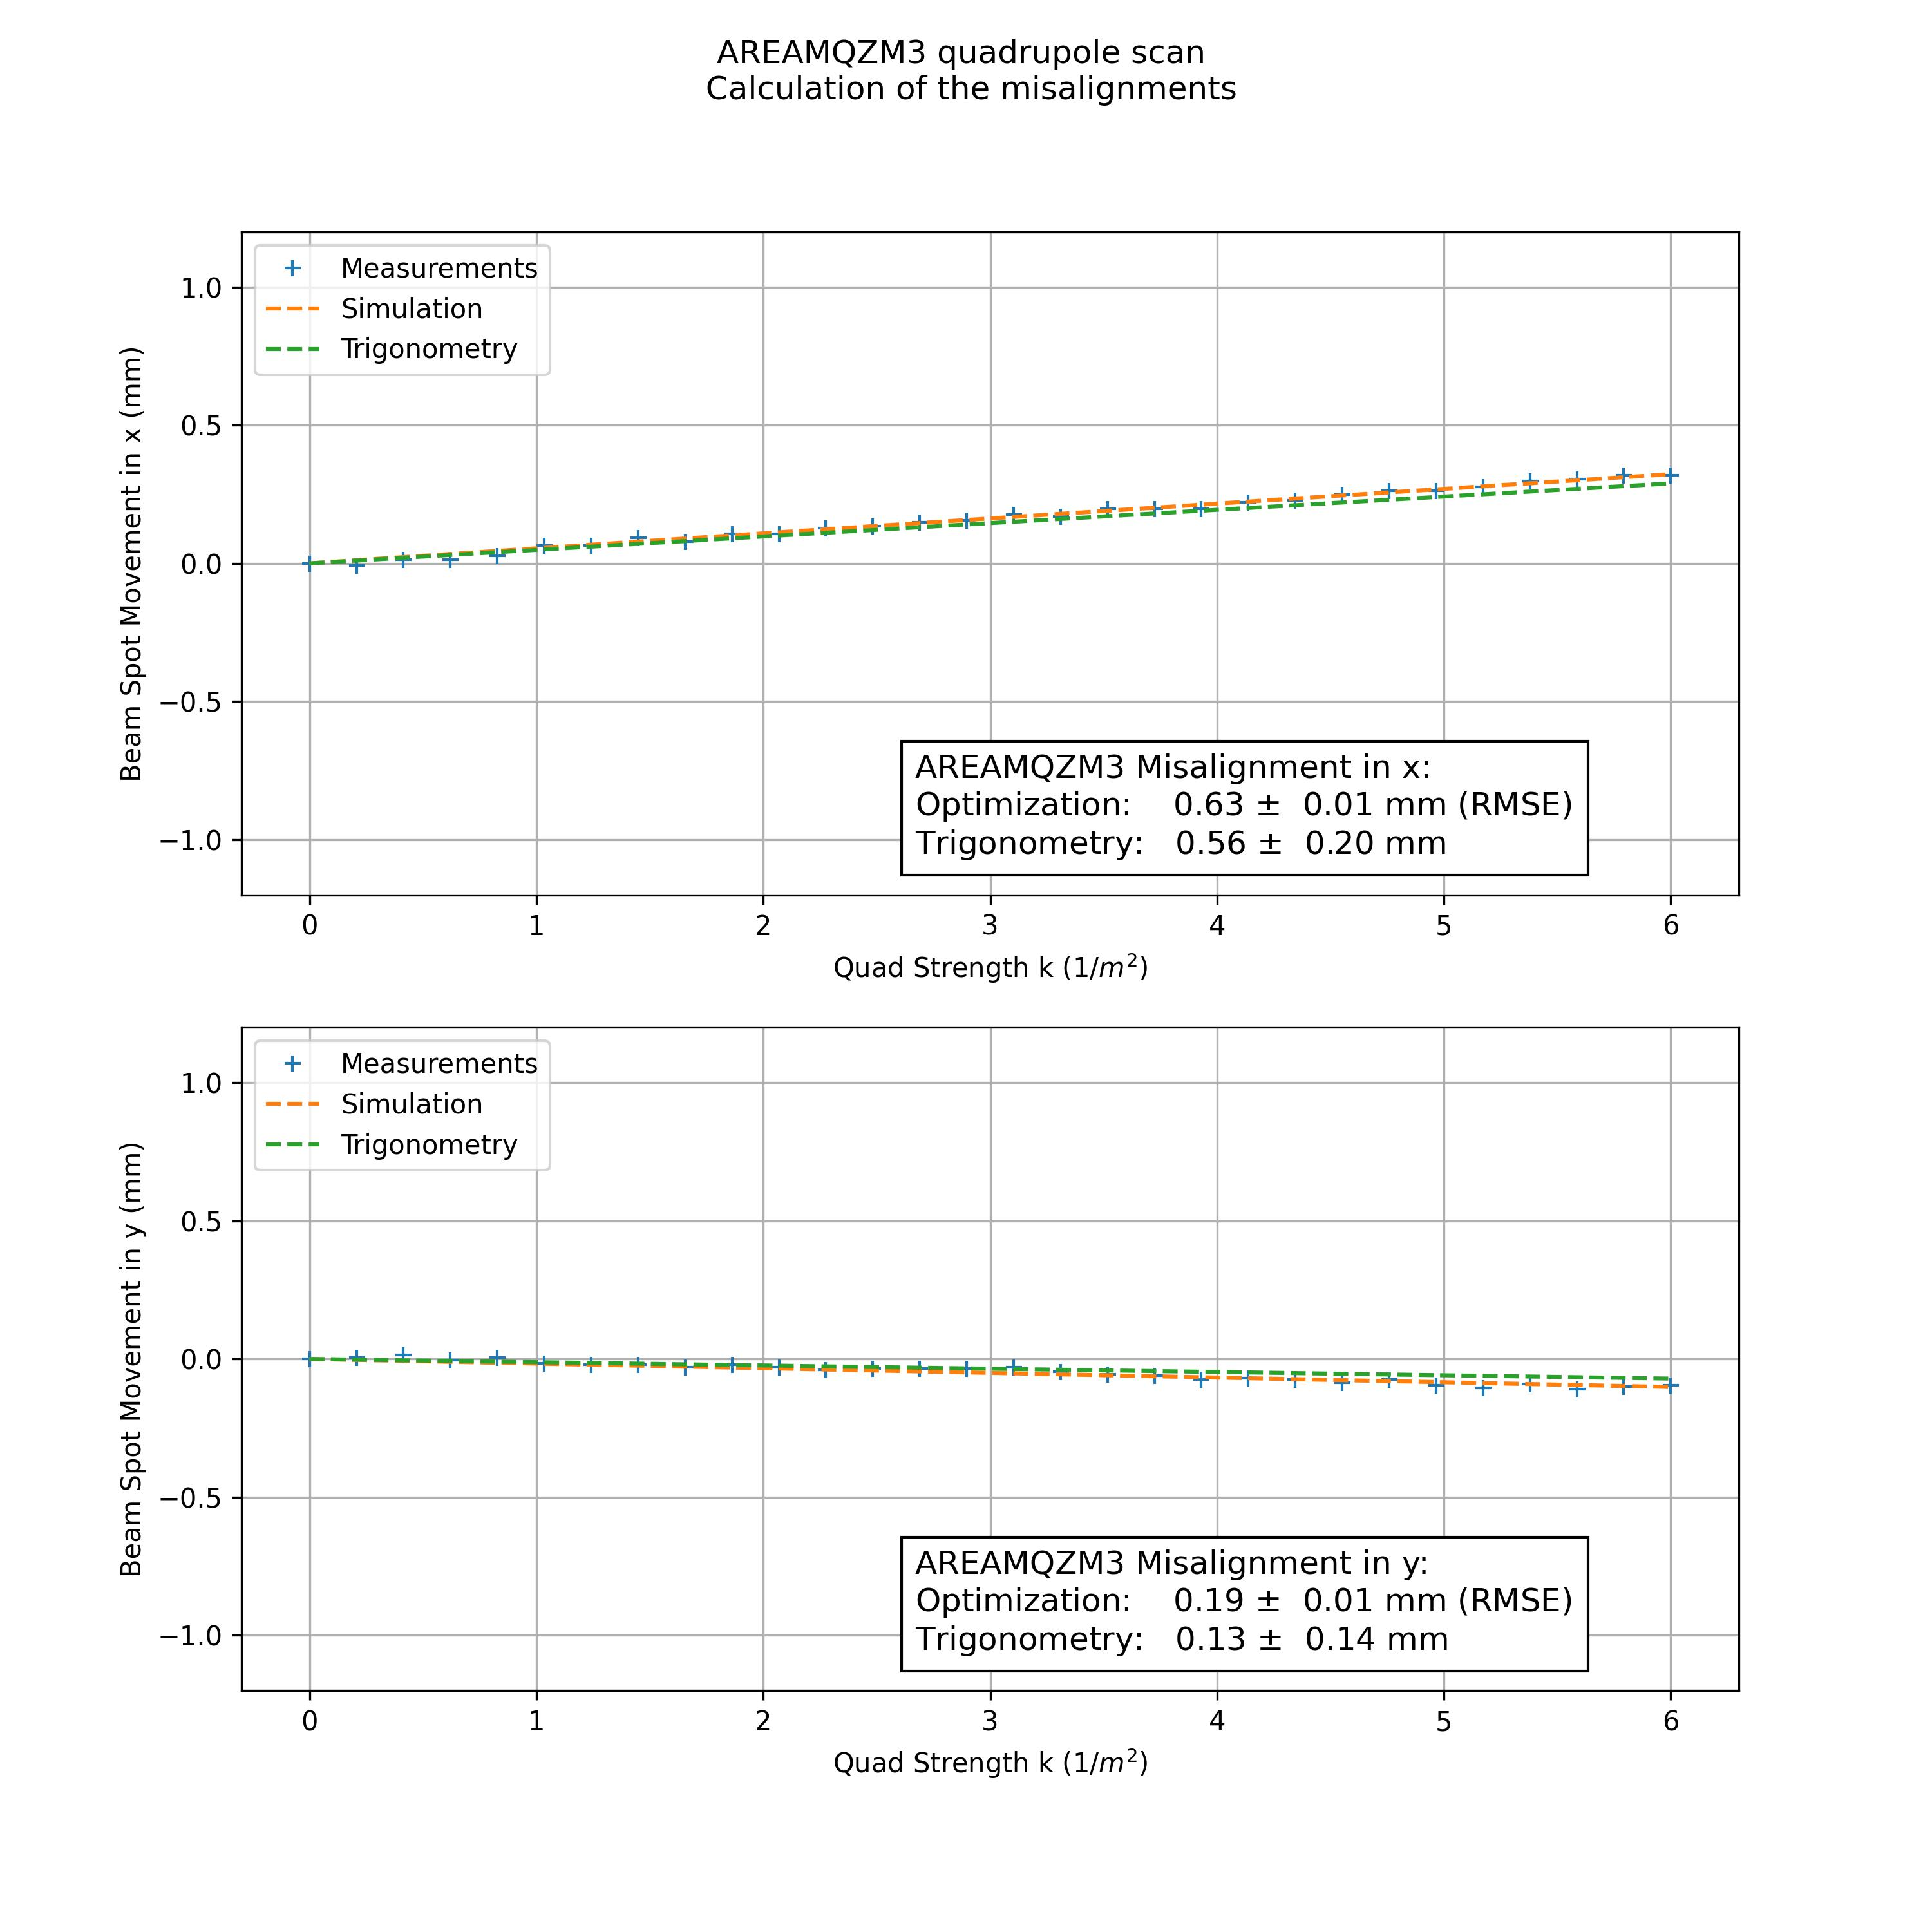 AREAMQZM3 quadrupole scan
Calculation of the misalignments
Measurements
Simulation
Trigonometry
1.0
0.5
0.0
−0.5
−1.0
Beam Spot Movement in x (mm)
AREAMQZM3 Misalignment in x:
Optimization: 0.63 ± 0.01 mm (RMSE)
Trigonometry: 0.56 ± 0.20 mm
0 1 2 3 4 5 6
Quad Strength k (1/m²)
Measurements
Simulation
Trigonometry
1.0
0.5
0.0
−0.5
−1.0
Beam Spot Movement in y (mm)
AREAMQZM3 Misalignment in y:
Optimization: 0.19 ± 0.01 mm (RMSE)
Trigonometry: 0.13 ± 0.14 mm
0 1 2 3 4 5 6
Quad Strength k (1/m²)